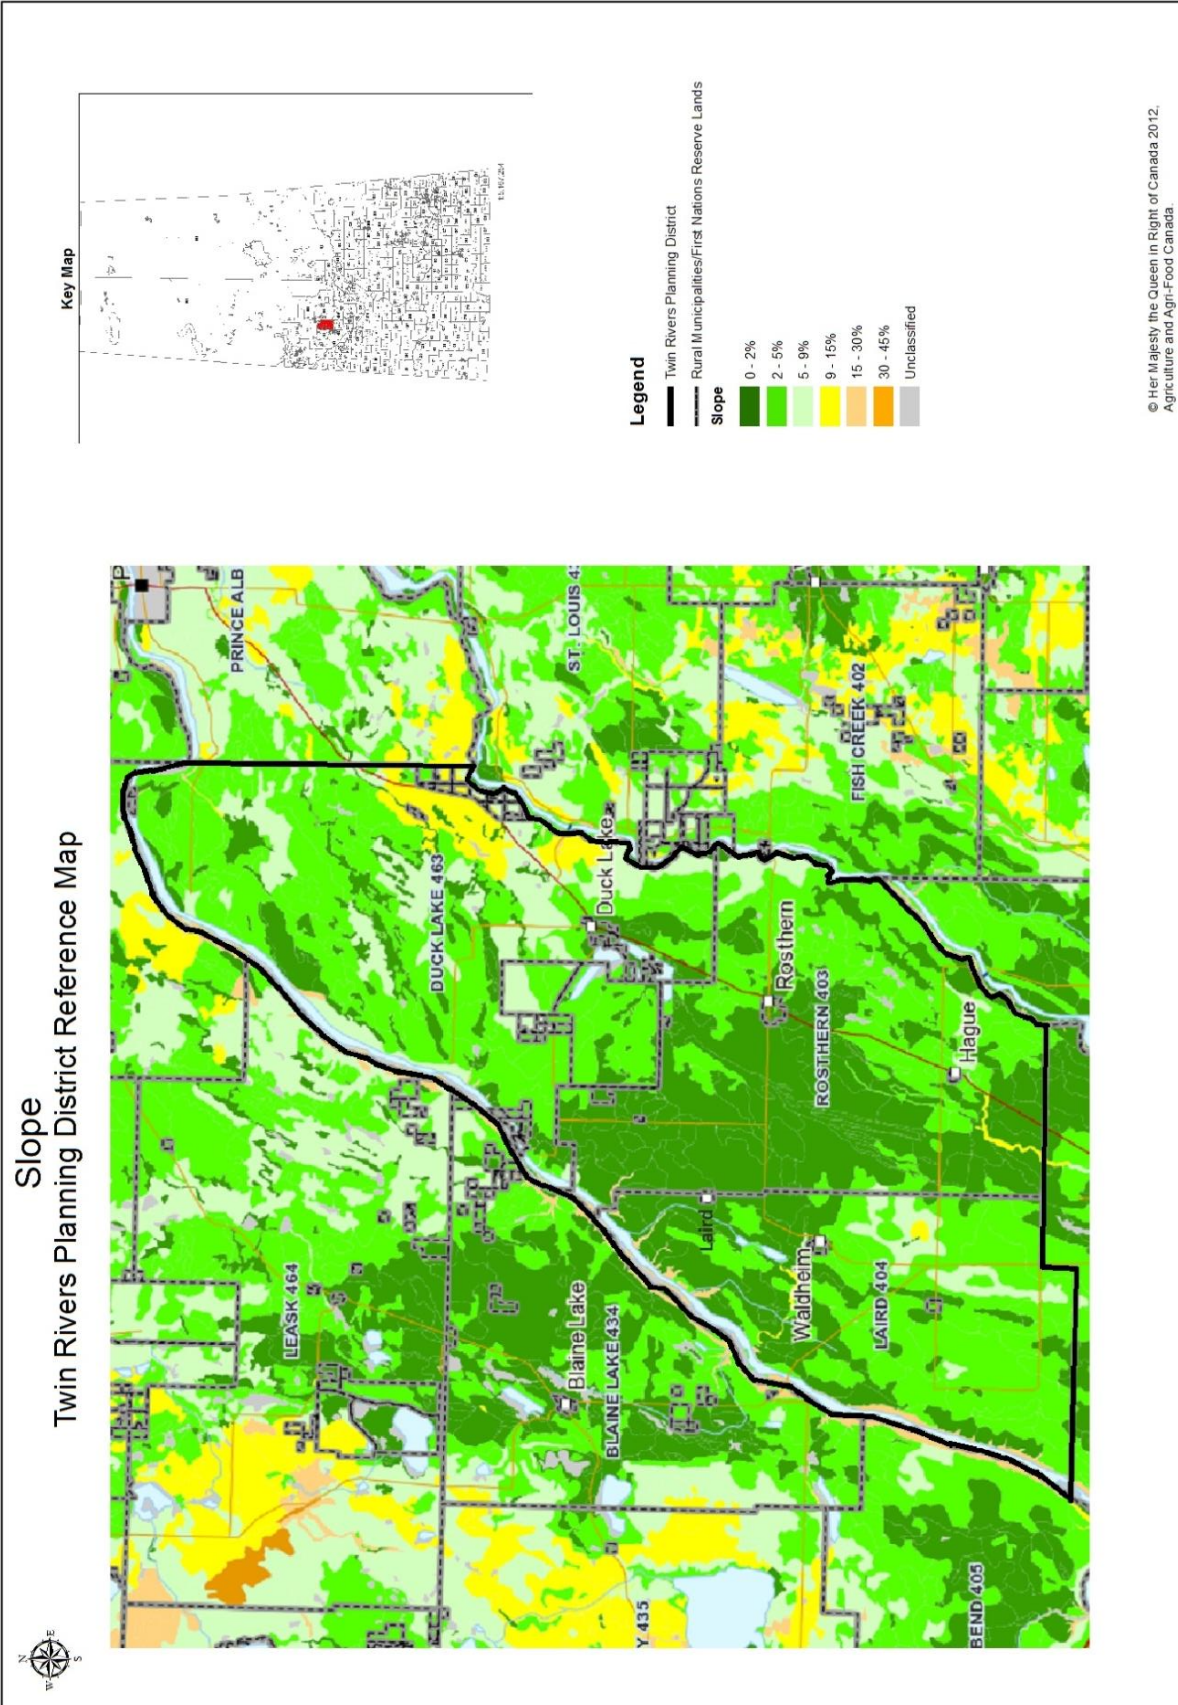 Slope
Twin Rivers Planning District Reference Map
N
W
E
S
Key Map
Legend
Twin Rivers Planning District
Rural Municipalities/First Nations Reserve Lands
Slope
0 - 2%
2 - 5%
5 - 9%
9 - 15%
15 - 30%
30 - 45%
Unclassified
P
PRINCE ALB
LEASK 464
DUCK LAKE 463
ST. LOUIS 43
Blaine Lake
BLAINE LAKE 434
Duck Lake
Y 435
Laird
Rosthern
Waldheim
ROSTHERN 403
FISH CREEK 402
LAIRD 404
Hague
BEND 405
© Her Majesty the Queen in Right of Canada 2012,
Agriculture and Agri-Food Canada.